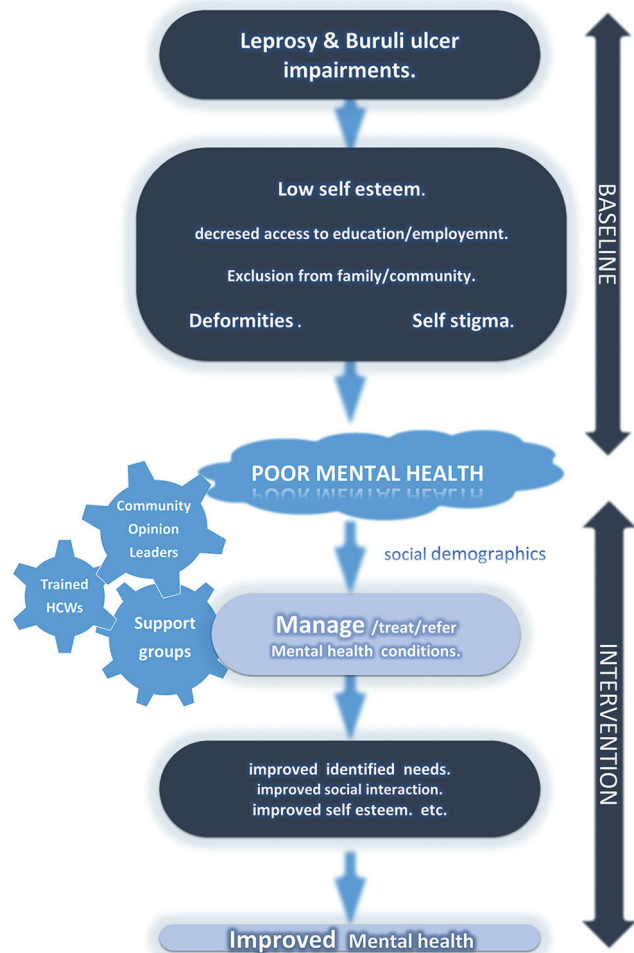 Leprosy & Buruli ulcer
impairments.
Low self esteem.
decresed access to education/employemnt.
Exclusion from family/community.
Deformities .
Self stigma.
BASELINE
POOR MENTAL HEALTH
social demographics
Community
Opinion
Leaders
Trained
HCWs
Support
groups
Manage /treat/refer
Mental health conditions.
INTERVENTION
improved identified needs.
improved social interaction.
improved self esteem. etc.
Improved Mental health